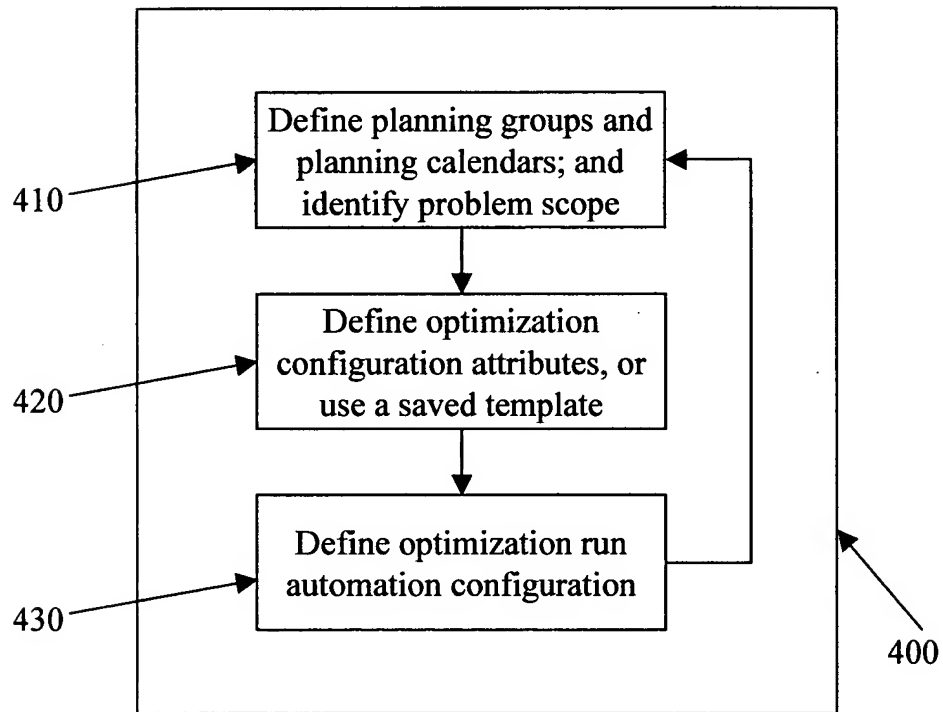 Define planning groups and
planning calendars; and
identify problem scope
410
Define optimization
configuration attributes, or
use a saved template
420
Define optimization run
automation configuration
430
400